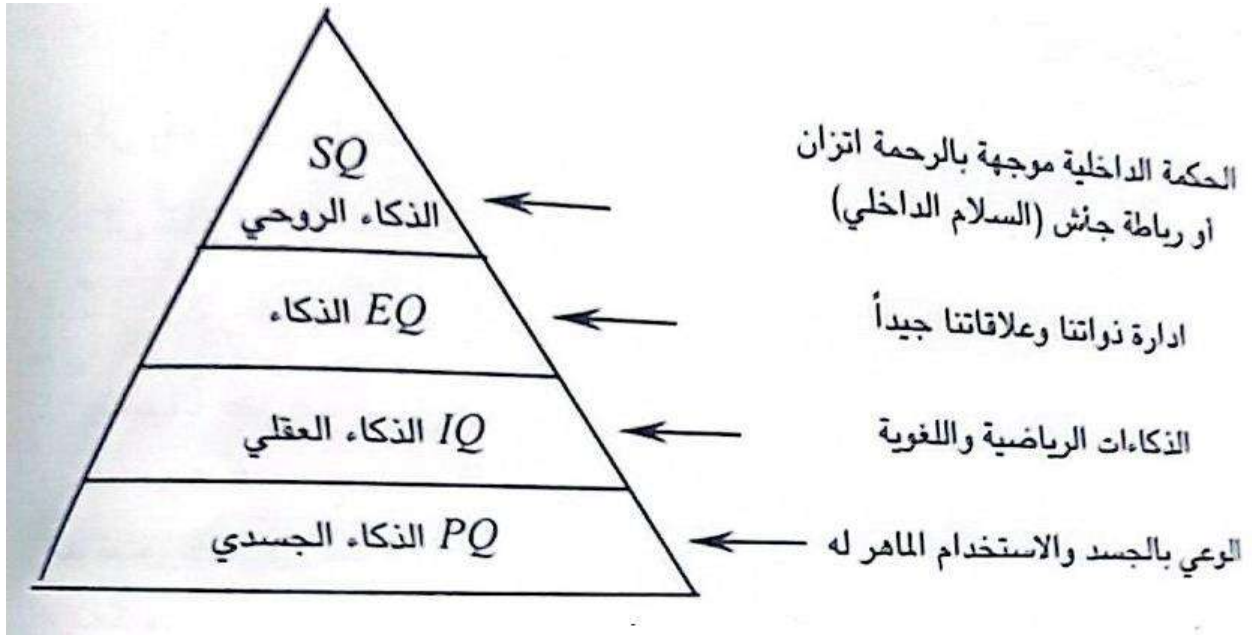 SQ
الذكاء الروحي
الحكمة الداخلية موجهة بالرحمة اتزان
أو رباطة جئش (السلام الداخلي)
EQ الذكاء
ادارة ذواتنا وعلاقاتنا جيداً
IQ الذكاء العقلي
الذكاءات الرياضية واللغوية
PQ الذكاء الجسدي
الوعي بالجسد والاستخدام الماهر له